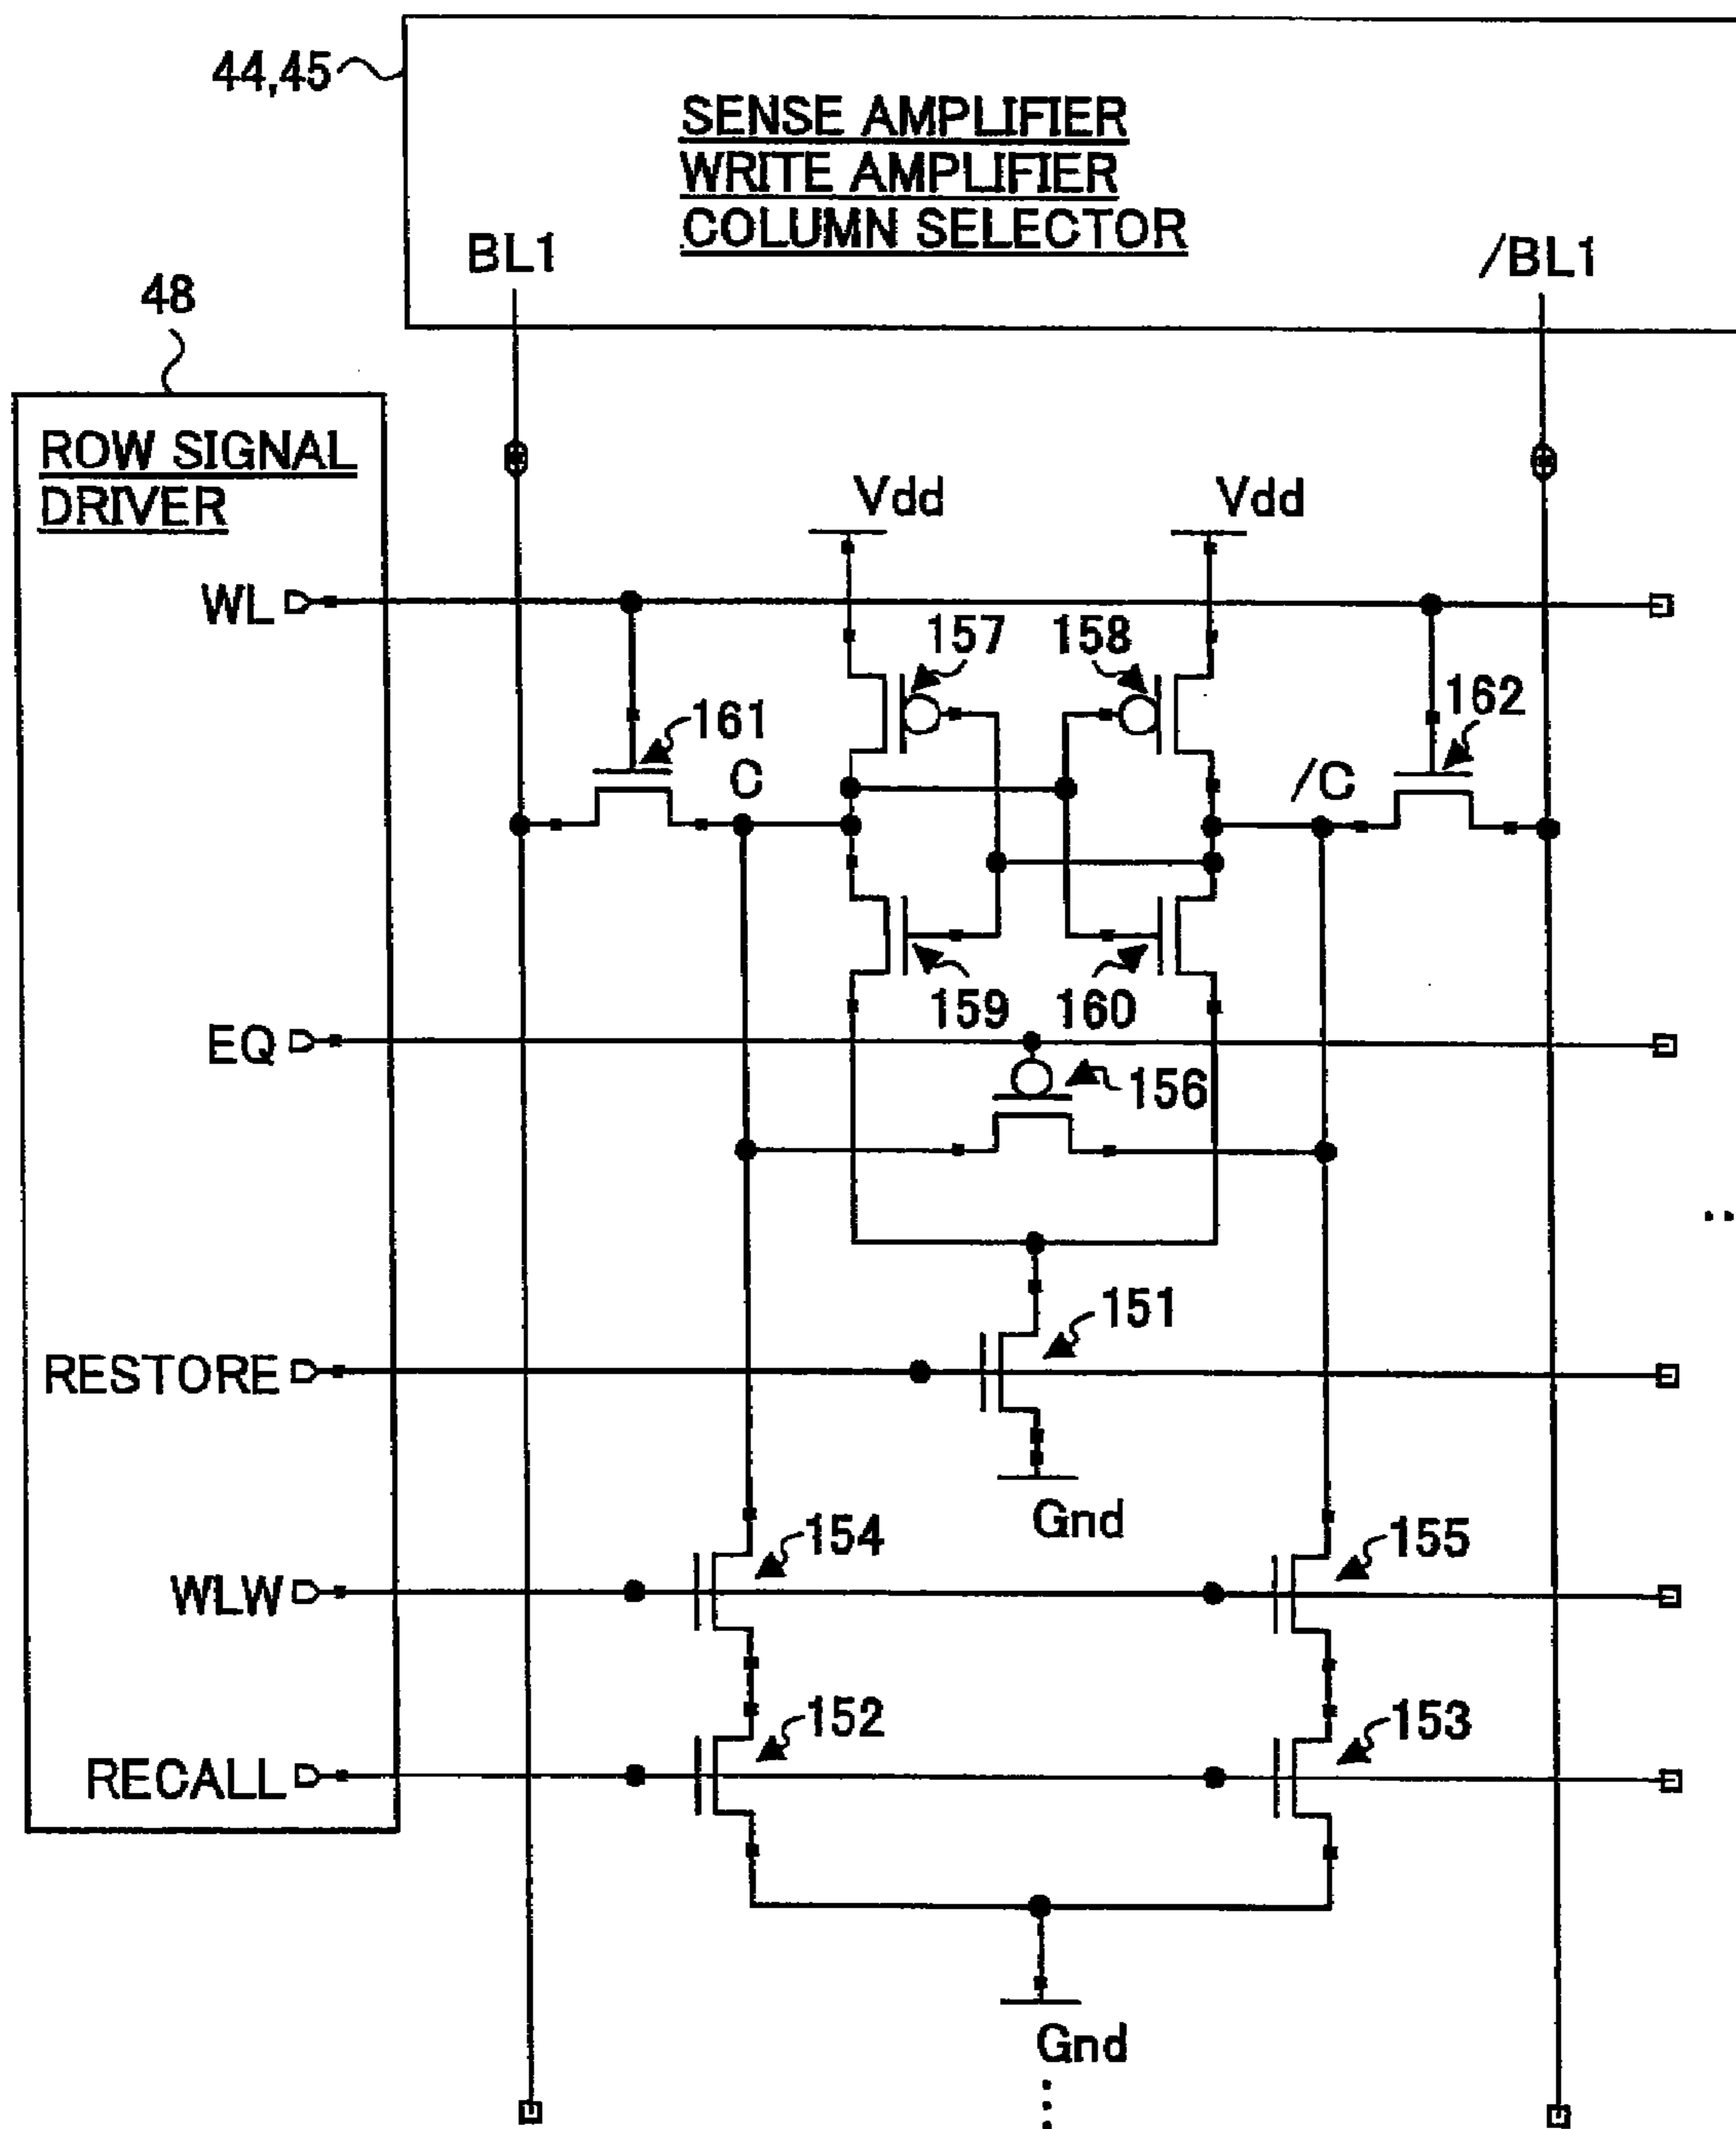 44,45
SENSE AMPLIFIER
WRITE AMPLIFIER
COLUMN SELECTOR
BL1
/BL1
48
ROW SIGNAL
DRIVER
Vdd
Vdd
WL
157
158
161
162
C
/C
159
160
EQ
156
151
RESTORE
Gnd
154
155
WLW
152
153
RECALL
Gnd